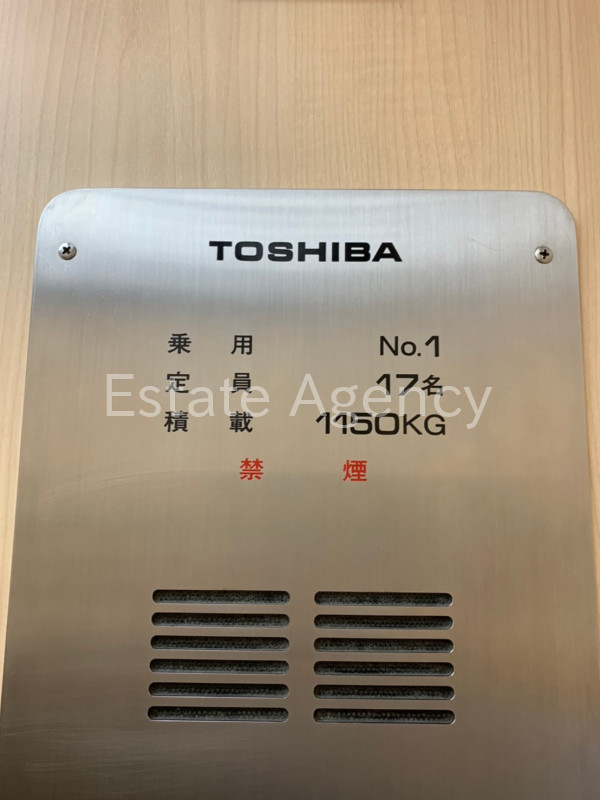 TOSHIBA
乗用 No.1
定員 17名
Estate Agency
積載 1150KG
禁煙